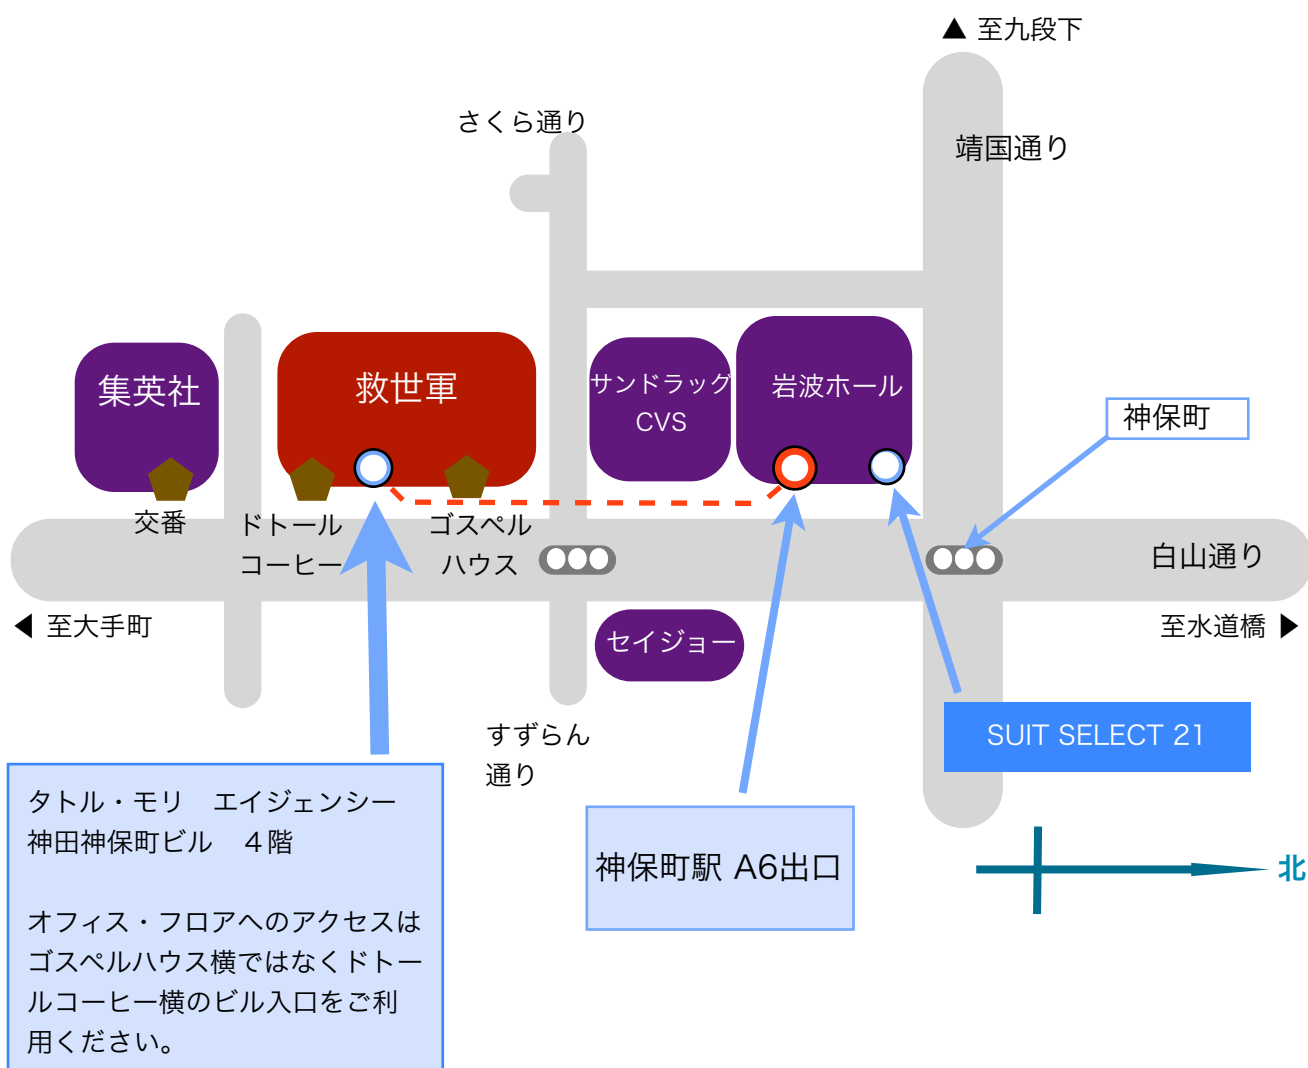 ▲ 至九段下
さくら通り
靖国通り
集英社
救世軍
サンドラッグ
CVS
岩波ホール
神保町
交番
ドトール
コーヒー
ゴスペル
ハウス
白山通り
◀ 至大手町
至水道橋 ▶
セイジョー
すずらん
通り
SUIT SELECT 21
タトル・モリ　エイジェンシー
神田神保町ビル　４階
オフィス・フロアへのアクセスは
ゴスペルハウス横ではなくドトー
ルコーヒー横のビル入口をご利
用ください。
神保町駅 A6出口
北